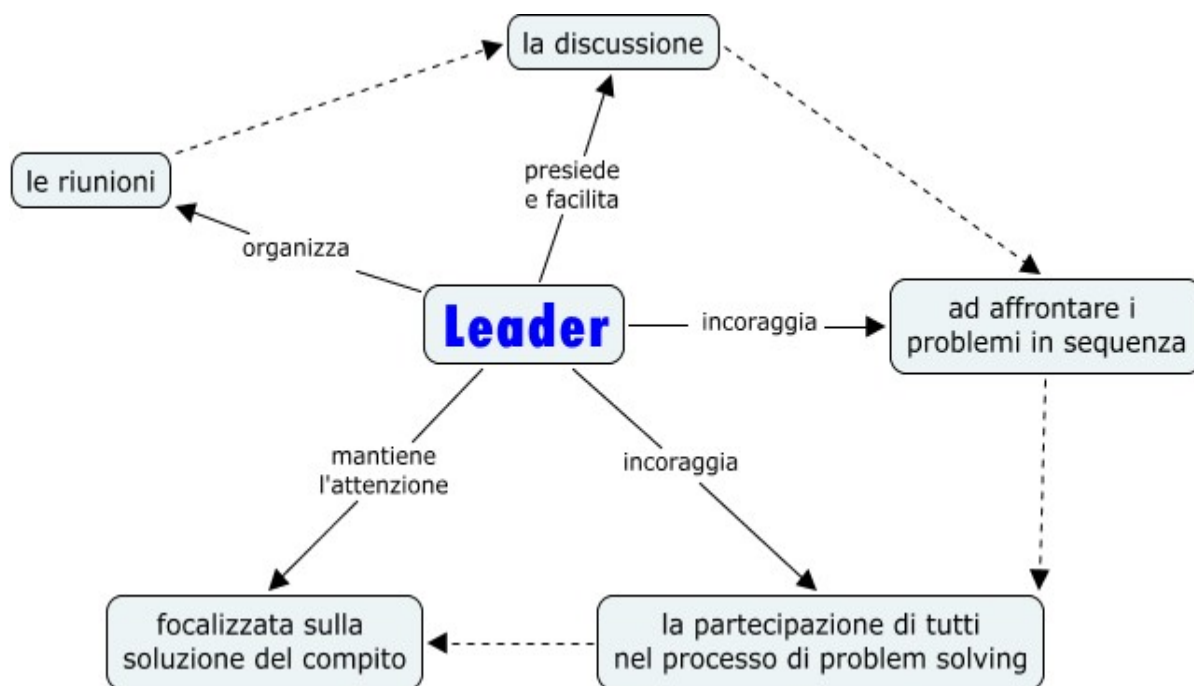 la discussione
le riunioni
presiede
e facilita
organizza
Leader
incoraggia
ad affrontare i
problemi in sequenza
mantiene
l'attenzione
incoraggia
focalizzata sulla
soluzione del compito
la partecipazione di tutti
nel processo di problem solving